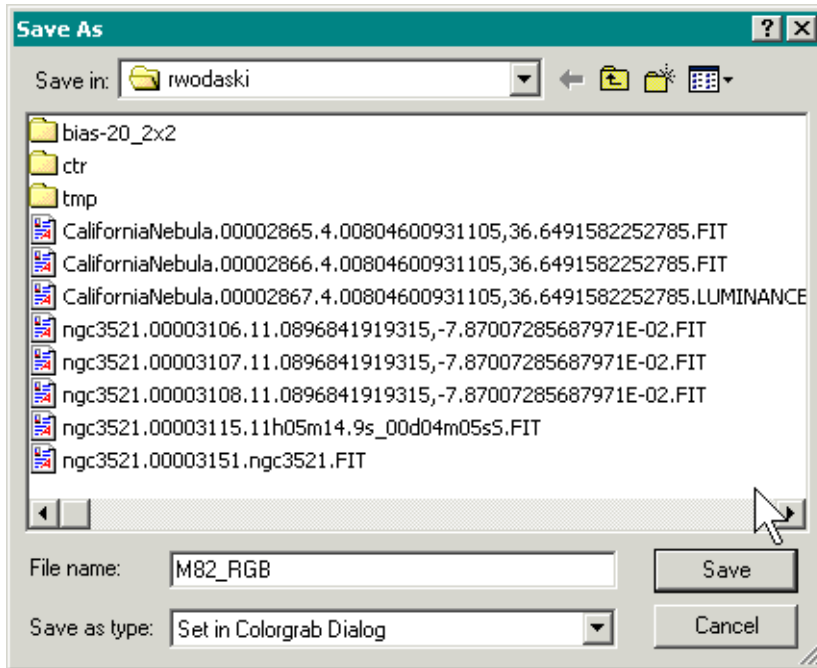 Save As
Save in: rwodaski
bias-20_2x2
ctr
tmp
CaliforniaNebula.00002865.4.00804600931105,36.6491582252785.FIT
CaliforniaNebula.00002866.4.00804600931105,36.6491582252785.FIT
CaliforniaNebula.00002867.4.00804600931105,36.6491582252785.LUMINANCE
ngc3521.00003106.11.0896841919315,-7.87007285687971E-02.FIT
ngc3521.00003107.11.0896841919315,-7.87007285687971E-02.FIT
ngc3521.00003108.11.0896841919315,-7.87007285687971E-02.FIT
ngc3521.00003115.11h05m14.9s_00d04m05sS.FIT
ngc3521.00003151.ngc3521.FIT
File name: M82_RGB Save
Save as type: Set in Colorgrab Dialog Cancel